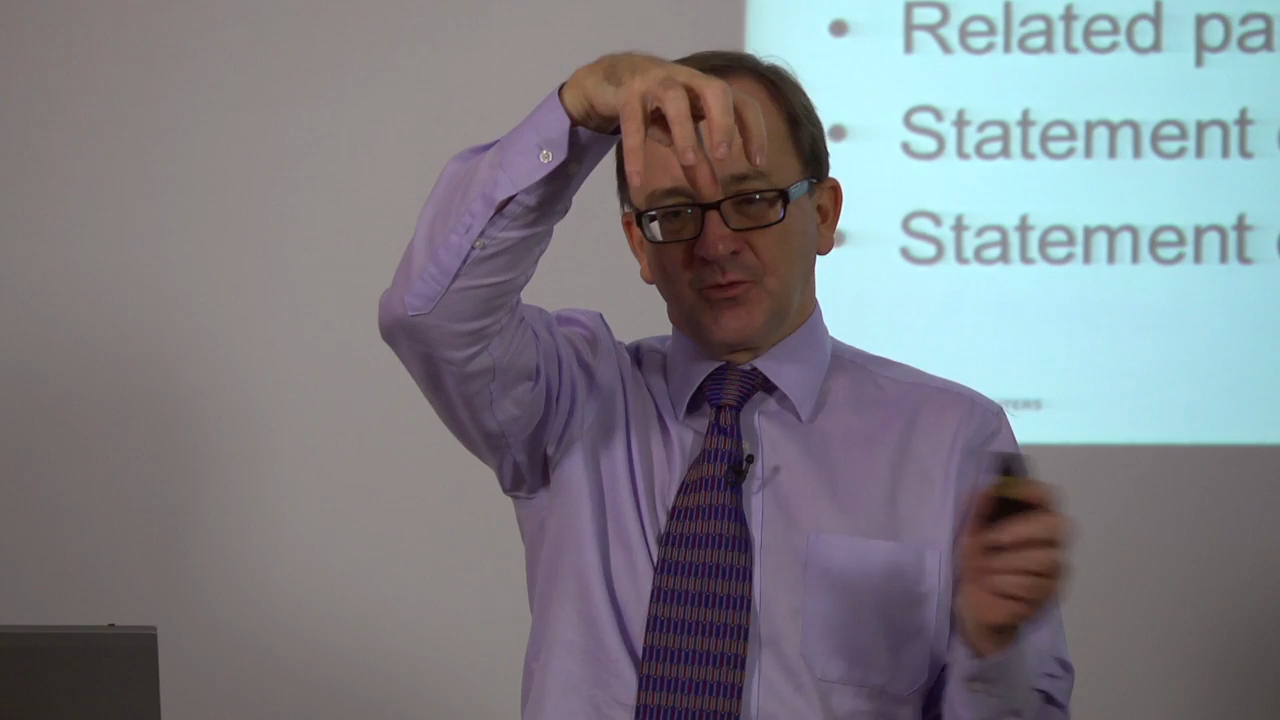 • Related pa
• Statement
• Statement